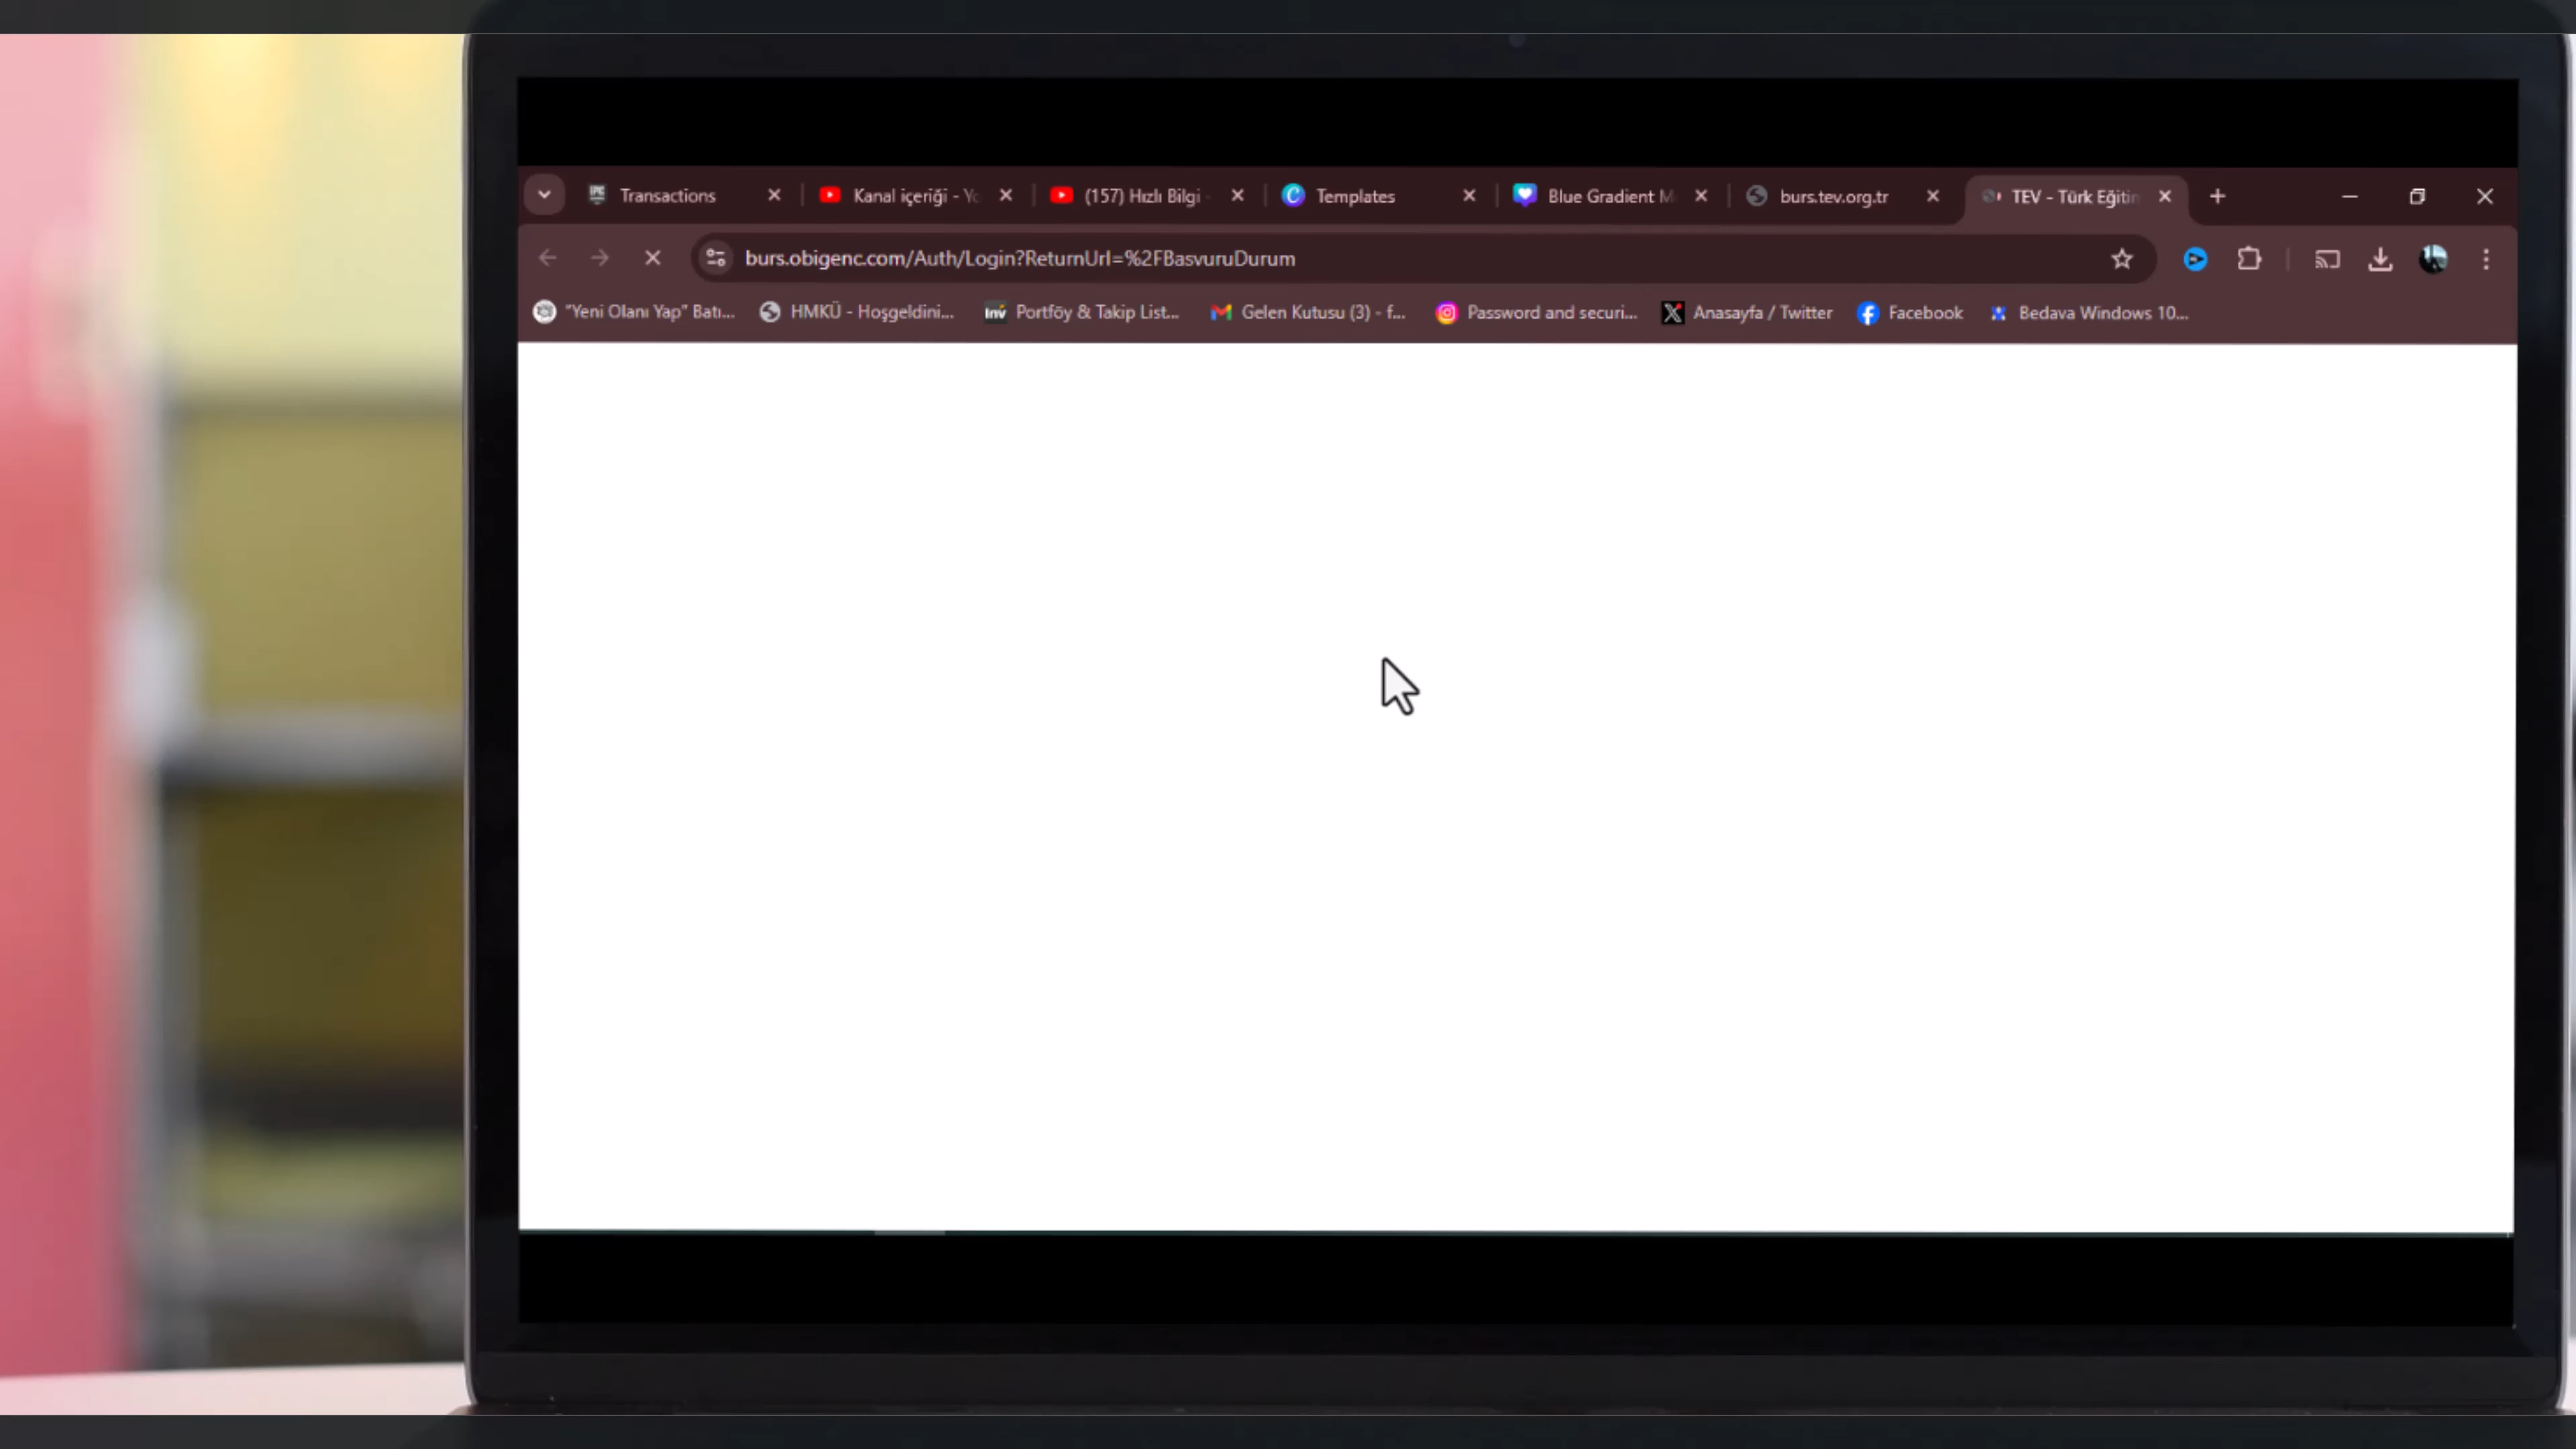 Transactions
Kanal içeriği - Yo
(157) Hızlı Bilgi -
Templates
Blue Gradient M
burs.tev.org.tr
TEV - Türk Eğitim
burs.obigenc.com/Auth/Login?ReturnUrl=%2FBasvuruDurum
"Yeni Olanı Yap" Batı...
HMKÜ - Hoşgeldini...
Inv
Portföy & Takip List...
Gelen Kutusu (3) - f...
Password and securi...
Anasayfa / Twitter
Facebook
Bedava Windows 10...